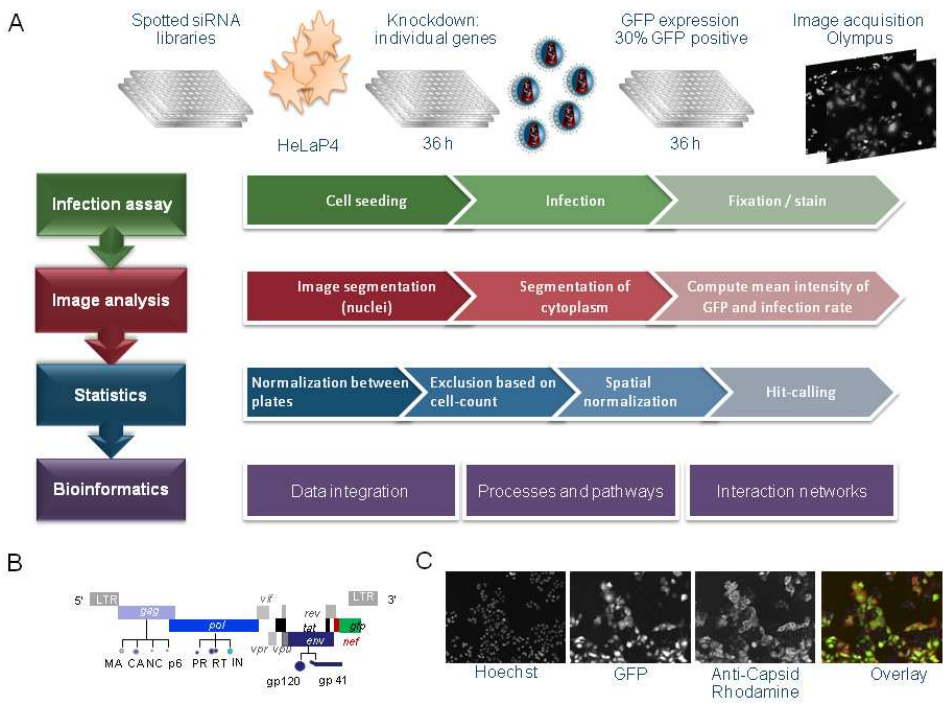 A
Spotted siRNA
libraries
HeLaP4
Knockdown:
individual genes
36 h
GFP expression
30% GFP positive
36 h
Image acquisition
Olympus
Infection assay
Cell seeding
Infection
Fixation / stain
Image analysis
Image segmentation
(nuclei)
Segmentation of
cytoplasm
Compute mean intensity of
GFP and infection rate
Statistics
Normalization between
plates
Exclusion based on
cell-count
Spatial
normalization
Hit-calling
Bioinformatics
Data integration
Processes and pathways
Interaction networks
B
5' LTR
gag
pol
vif
vpr
vpu
rev
tat
env
LTR 3'
gfp
nef
MA CA NC p6 PR RT IN
gp120 gp 41
C
Hoechst
GFP
Anti-Capsid
Rhodamine
Overlay